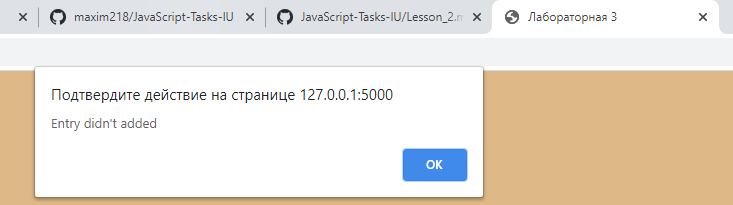 maxim218/JavaScript-Tasks-IU
JavaScript-Tasks-IU/Lesson_2.m
Лабораторная 3
Подтвердите действие на странице 127.0.0.1:5000
Entry didn't added
OK